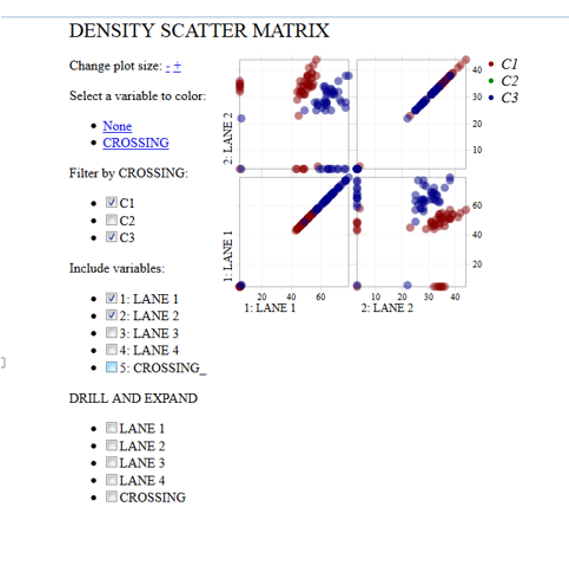 DENSITY SCATTER MATRIX
Change plot size: - +
Select a variable to color:
None
CROSSING
Filter by CROSSING:
C1
C2
C3
Include variables:
1: LANE 1
2: LANE 2
3: LANE 3
4: LANE 4
5: CROSSING_
DRILL AND EXPAND
LANE 1
LANE 2
LANE 3
LANE 4
CROSSING
2: LANE 2
1: LANE 1
40
30
20
10
60
40
20
20 40 60
10 20 30 40
1: LANE 1
2: LANE 2
C1
C2
C3